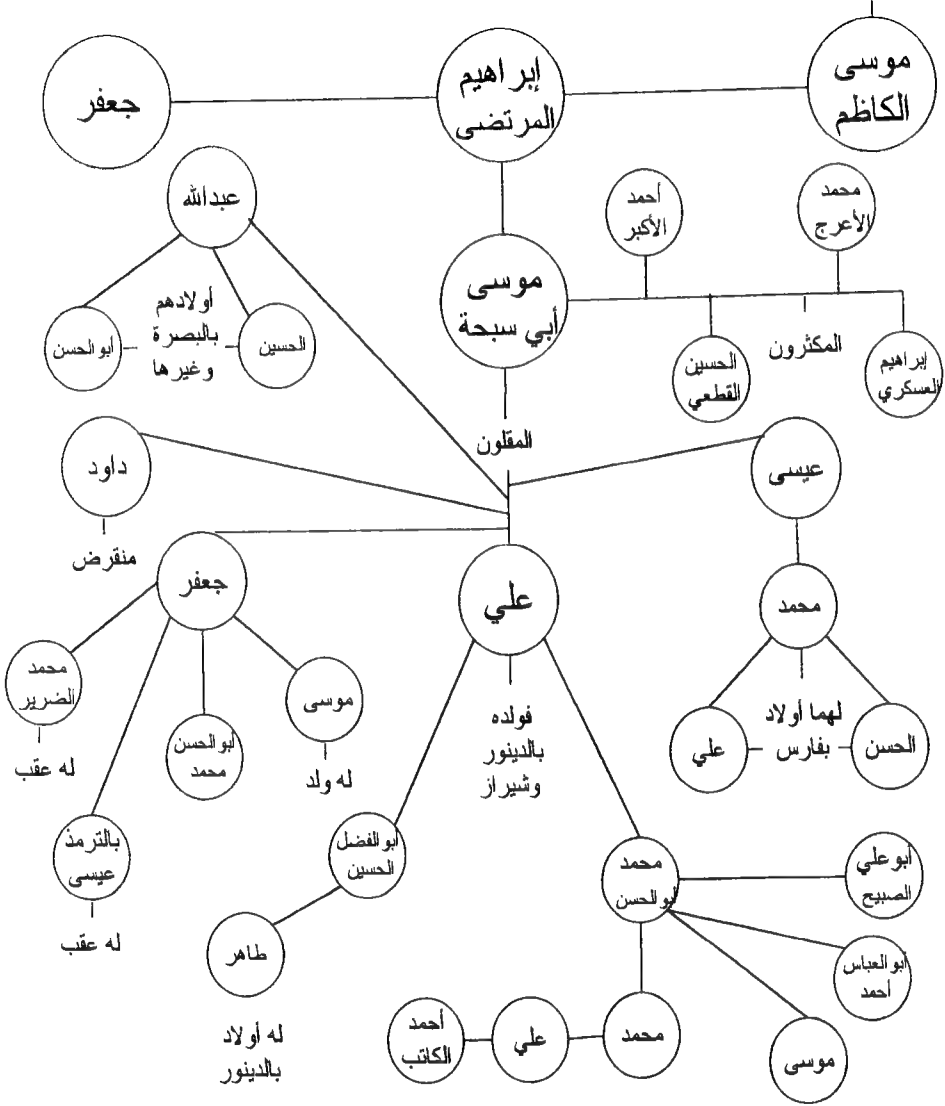 موسى
الكاظم
إبراهيم
المرتضى
جعفر
عبدالله
أحمد
الأكبر
محمد
الأعرج
موسى
أبي سبحة
أولادهم
بالبصرة
وغيرها
الحسين
أبو الحسن
المكثرون
الحسين
القطعي
إبراهيم
العسكري
المقلون
عيسى
داود
منقرض
جعفر
علي
محمد
محمد
الضرير
له عقب
أبو الحسن
محمد
موسى
له ولد
فولده
بالدينور
وشيراز
لهما أولاد
بفارس
الحسن
علي
بالترمذ
عيسى
له عقب
أبو الفضل
الحسين
محمد
أبو الحسن
أبو علي
الصبيح
طاهر
له أولاد
بالدينور
أبو العباس
أحمد
موسى
محمد
علي
أحمد
الكاتب